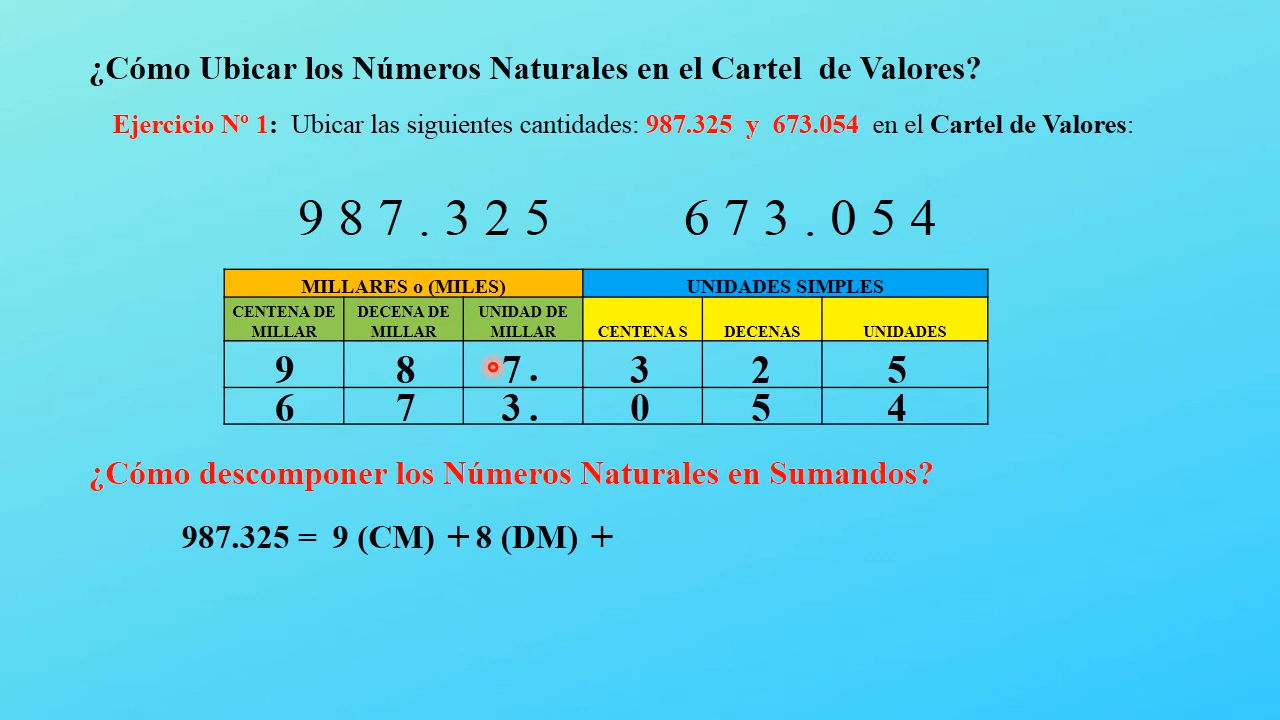 ¿Cómo Ubicar los Números Naturales en el Cartel de Valores?
Ejercicio Nº 1: Ubicar las siguientes cantidades: 987.325 y 673.054 en el Cartel de Valores:
9 8 7 . 3 2 5 6 7 3 . 0 5 4
MILLARES o (MILES) UNIDADES SIMPLES
CENTENA DE MILLAR DECENA DE MILLAR UNIDAD DE MILLAR CENTENA S DECENAS UNIDADES
9 8 7 . 3 2 5
6 7 3 . 0 5 4
¿Cómo descomponer los Números Naturales en Sumandos?
987.325 = 9 (CM) + 8 (DM) +